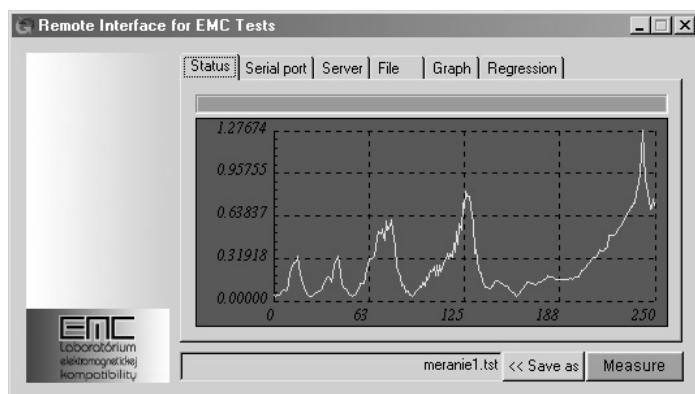 Remote Interface for EMC Tests
Status Serial port Server File Graph Regression
1.27674
0.95755
0.63837
0.31918
0.00000
0 63 125 188 250
EMC
Laboratórium
elektromagnetickej
kompatibility
meranie1.tst << Save as Measure